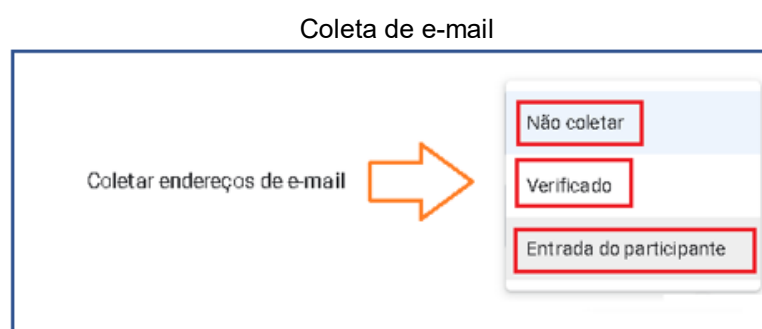 Coleta de e-mail
Não coletar
Coletar endereços de e-mail
Verificado
Entrada do participante